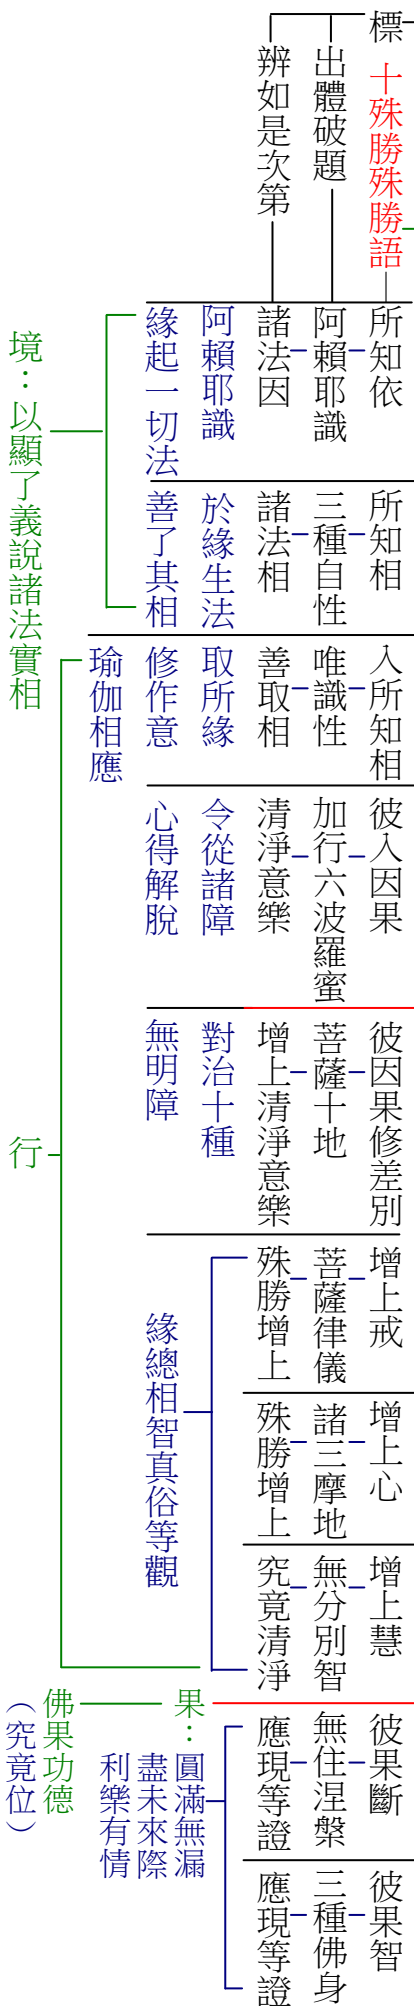 標
十殊勝殊勝語
出體破題
辨如是次第
所知依
阿賴耶識
諸法因
阿賴耶識
緣起一切法
所知相
三種自性
諸法相
於緣生法
善了其相
境：以顯了義說諸法實相
入所知相
唯識性
善取相
取所緣
修作意
瑜伽相應
彼入因果
加行六波羅蜜
清淨意樂
令從諸障
心得解脫
彼因果修差別
菩薩十地
增上清淨意樂
對治十種
無明障
行
增上戒
菩薩律儀
殊勝增上
增上心
諸三摩地
殊勝增上
增上慧
無分別智
究竟清淨
緣總相智真俗等觀
彼果斷
無住涅槃
應現等證
彼果智
三種佛身
應現等證
果：圓滿無漏
盡未來際
利樂有情
佛果功德
（究竟位）